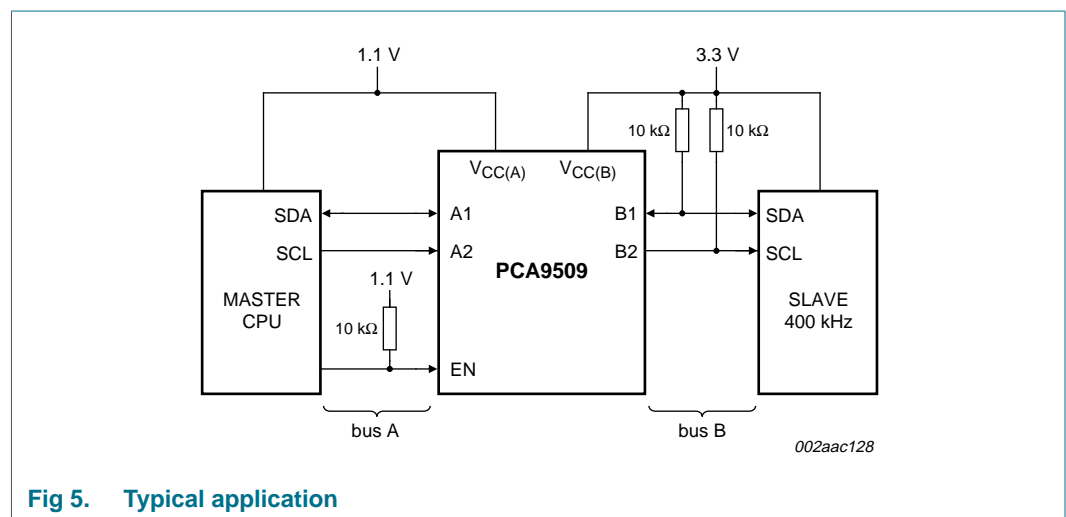 1.1 V
3.3 V
10 kΩ
10 kΩ
VCC(A)
VCC(B)
SDA
A1
B1
SDA
SCL
A2
B2
SCL
PCA9509
1.1 V
MASTER
CPU
SLAVE
400 kHz
10 kΩ
EN
bus A
bus B
002aac128
Fig 5. Typical application